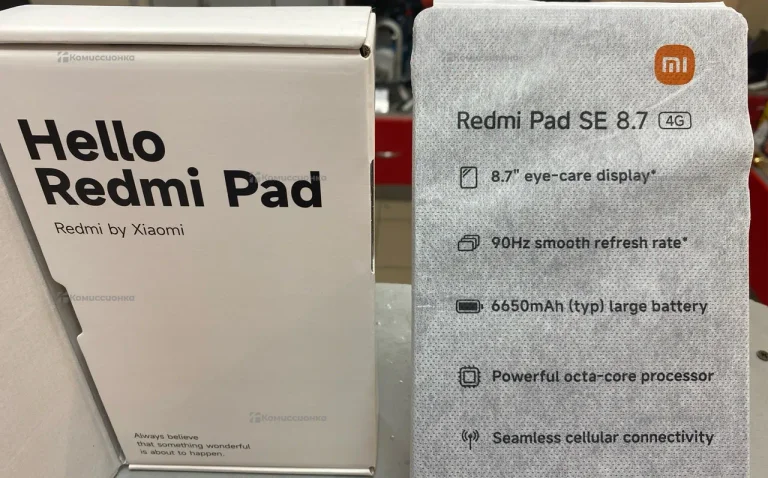 Hello
Redmi Pad
Redmi by Xiaomi
Always believe
that something wonderful
is about to happen.
Комиссионка
Комиссионка
Комиссионка
Комиссионка
Комиссионка
mi
Redmi Pad SE 8.7 4G
8.7" eye-care display*
90Hz smooth refresh rate*
6650mAh (typ) large battery
Powerful octa-core processor
Seamless cellular connectivity